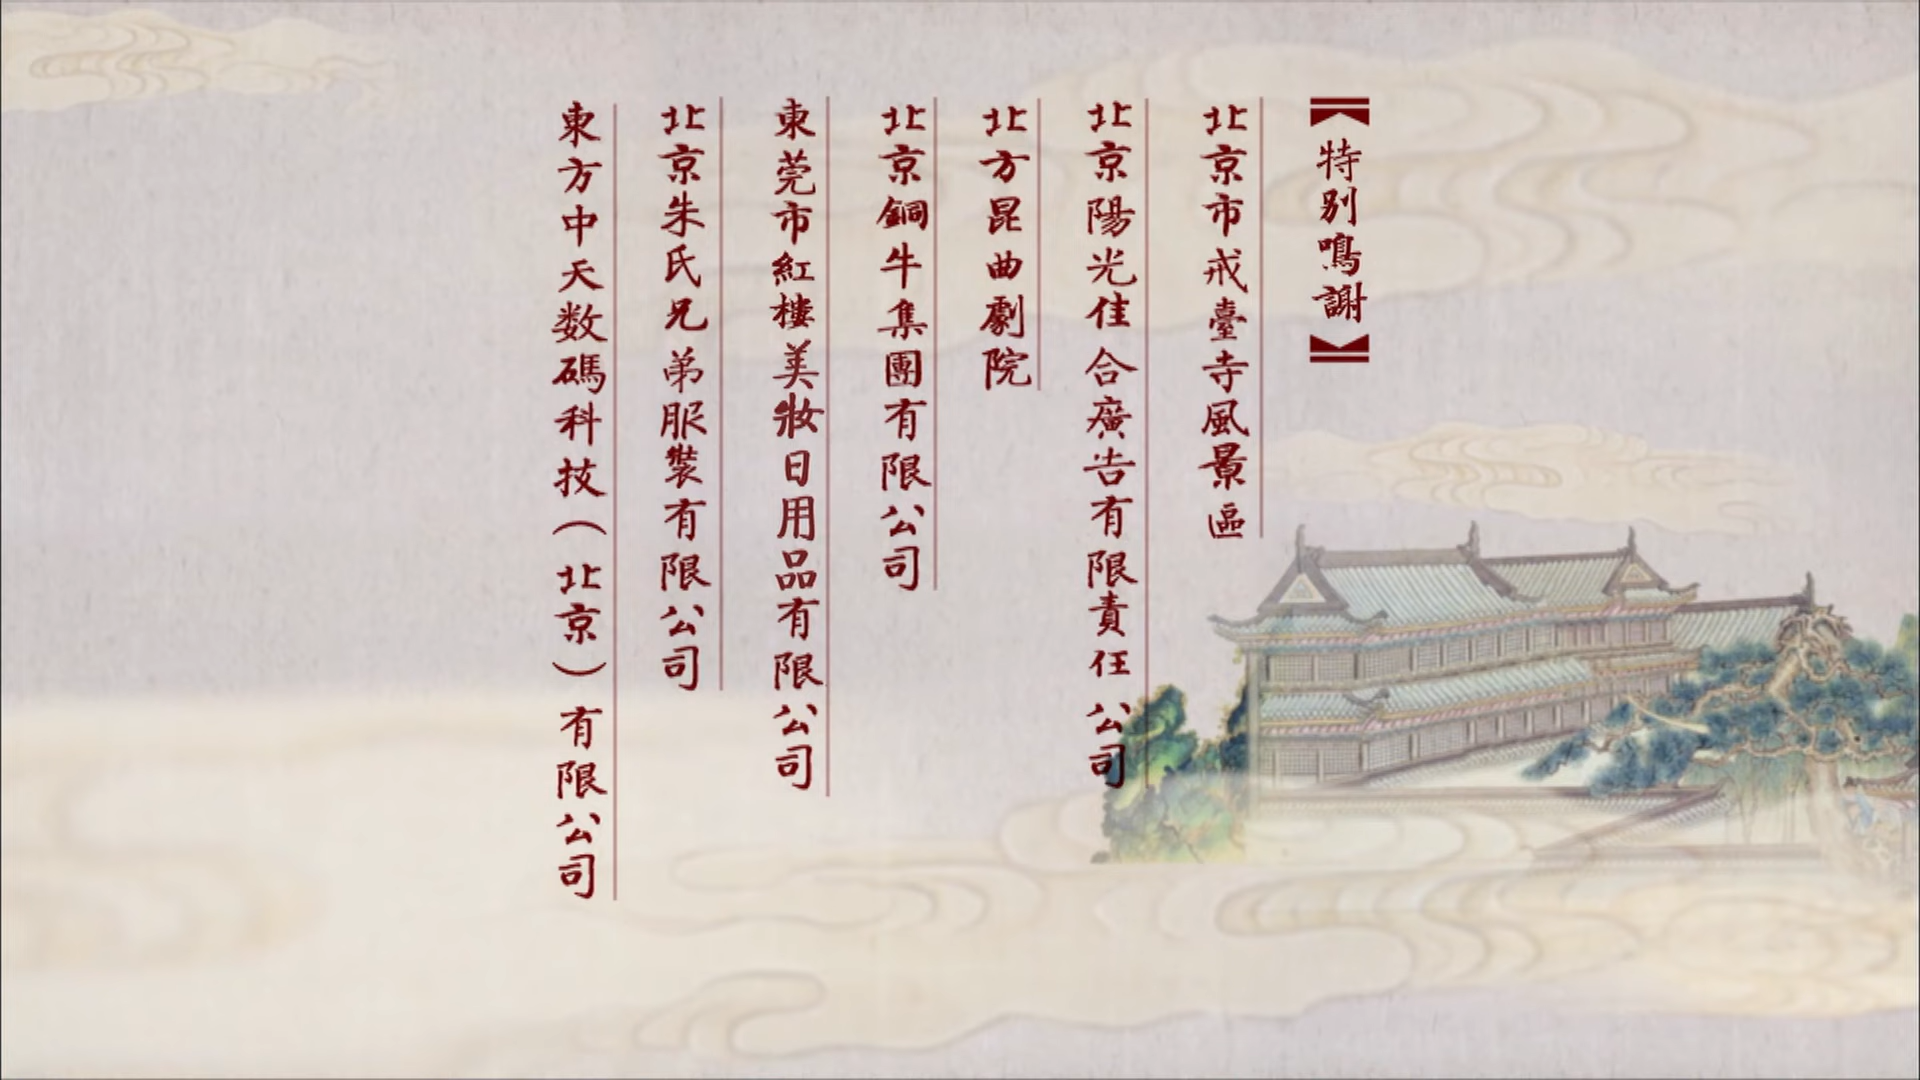 【特别鳴謝】
北京市戒臺寺風景區
北京陽光佳合廣告有限責任公司
北方昆曲劇院
北京銅牛集團有限公司
東莞市紅樓美妝日用品有限公司
北京朱氏兄弟服裝有限公司
東方中天数碼科技（北京）有限公司